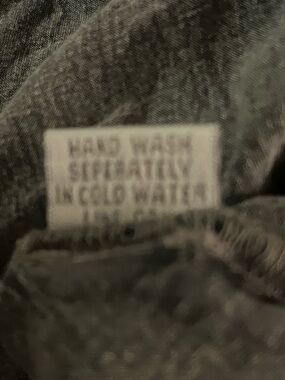 HAND WASH
SEPERATELY
IN COLD WATER